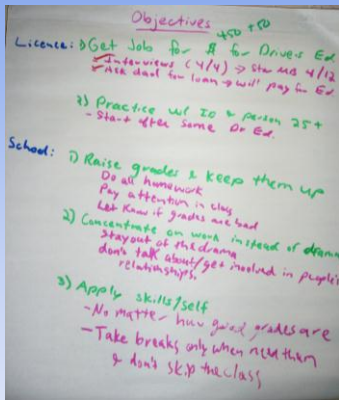 Objectives
450 + 50
Licence: 1) Get Job for $ for Drivers Ed.
✓ Interviews (4/4) → Start 4/12
✓ Ask dad for loan → will pay for Ed.
2) Practice w/ a person 25+
- Start after some Dr Ed.
School: 1) Raise grades & keep them up
Do all homework
Pay attention in class
Let Know if grades are bad
2) Concentrate on work instead of drama
Stay out of the drama
don't talk about/get involved in people's
relationships.
3) Apply skills/self
- No matter how good grades are
- Take breaks only when need them
& don't skip the class